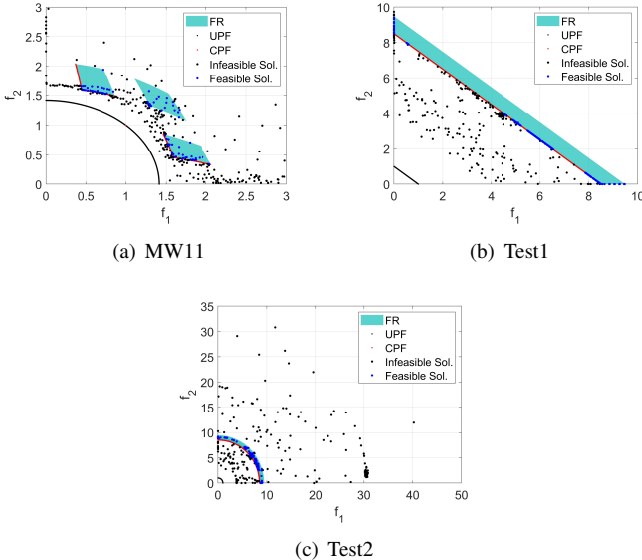 3
2.5
2
1.5
1
0.5
0
f2
0 0.5 1.0 1.5 2.0 2.5 3
f1
FR
UPF
CPF
Infeasible Sol.
Feasible Sol.
(a) MW11
10
8
6
4
2
0
f2
0 2 4 6 8 10
f1
FR
UPF
CPF
Infeasible Sol.
Feasible Sol.
(b) Test1
35
30
25
20
15
10
5
0
f2
0 10 20 30 40 50
f1
FR
UPF
CPF
Infeasible Sol.
Feasible Sol.
(c) Test2